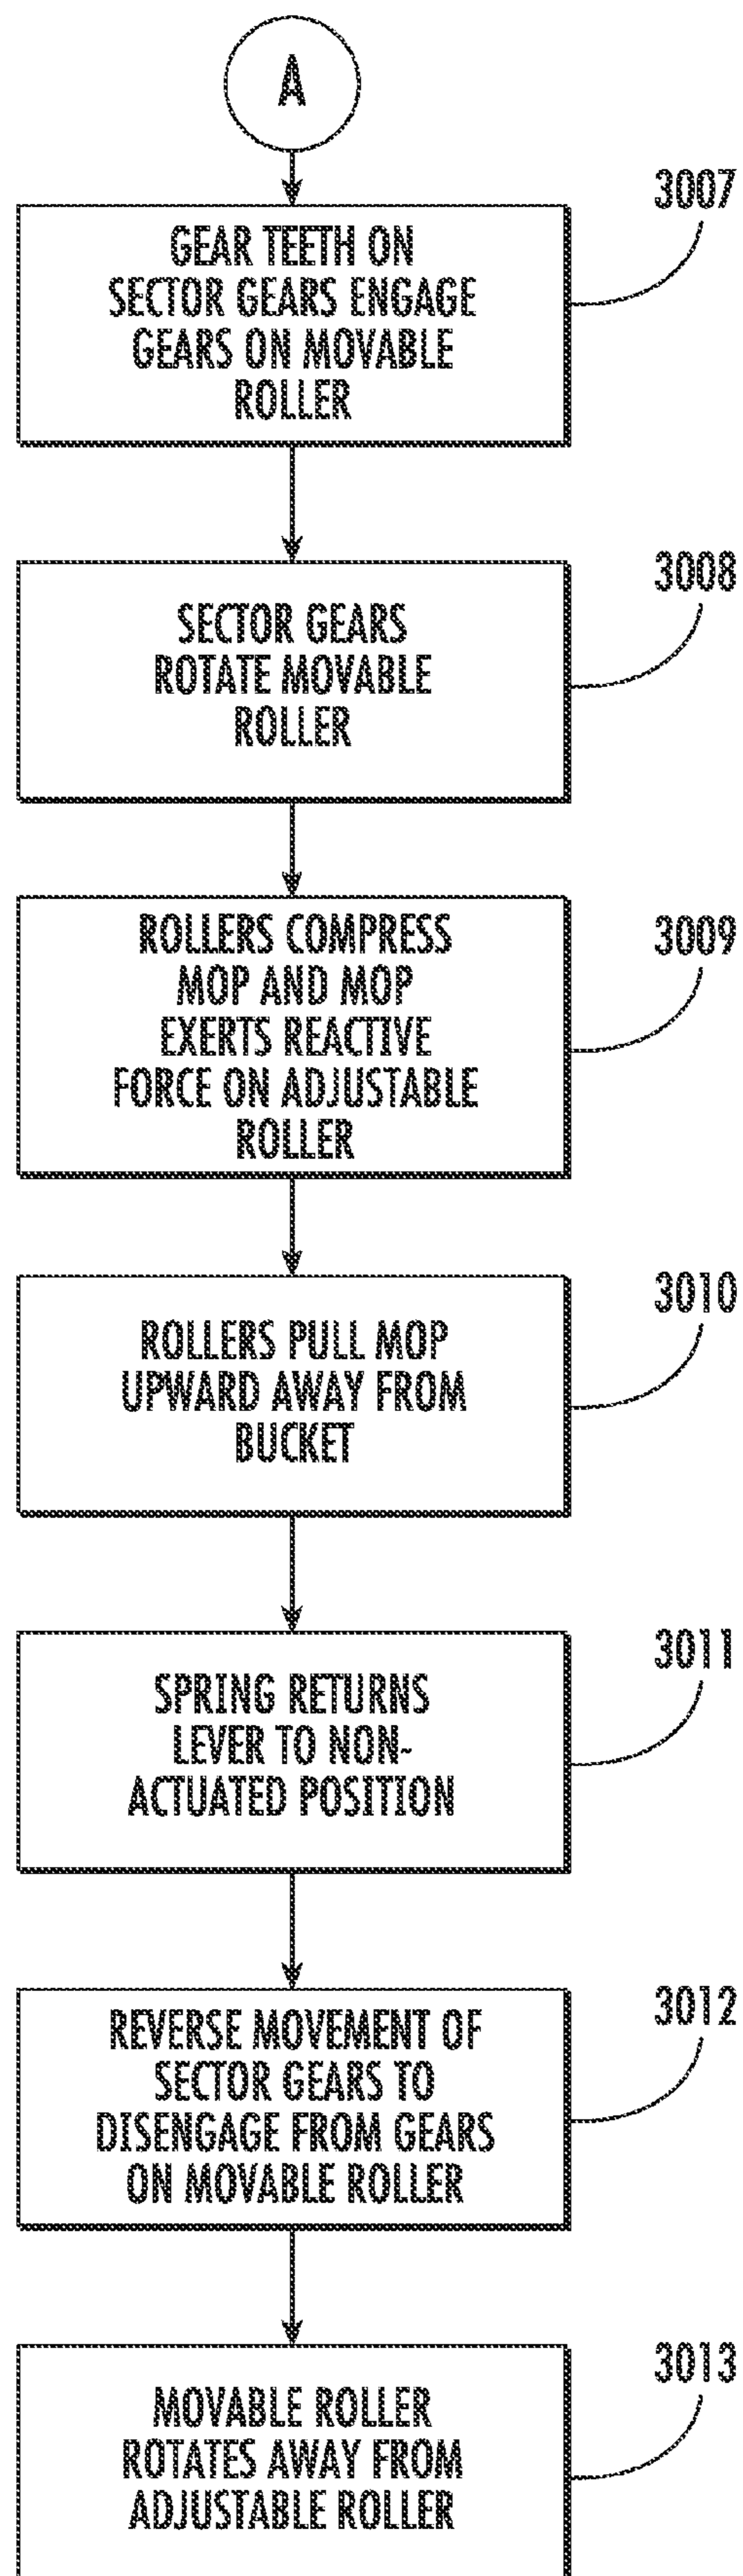 A
3007
GEAR TEETH ON
SECTOR GEARS ENGAGE
GEARS ON MOVABLE
ROLLER
3008
SECTOR GEARS
ROTATE MOVABLE
ROLLER
3009
ROLLERS COMPRESS
MOP AND MOP
EXERTS REACTIVE
FORCE ON ADJUSTABLE
ROLLER
3010
ROLLERS PULL MOP
UPWARD AWAY FROM
BUCKET
3011
SPRING RETURNS
LEVER TO NON-
ACTUATED POSITION
3012
REVERSE MOVEMENT OF
SECTOR GEARS TO
DISENGAGE FROM GEARS
ON MOVABLE ROLLER
3013
MOVABLE ROLLER
ROTATES AWAY FROM
ADJUSTABLE ROLLER